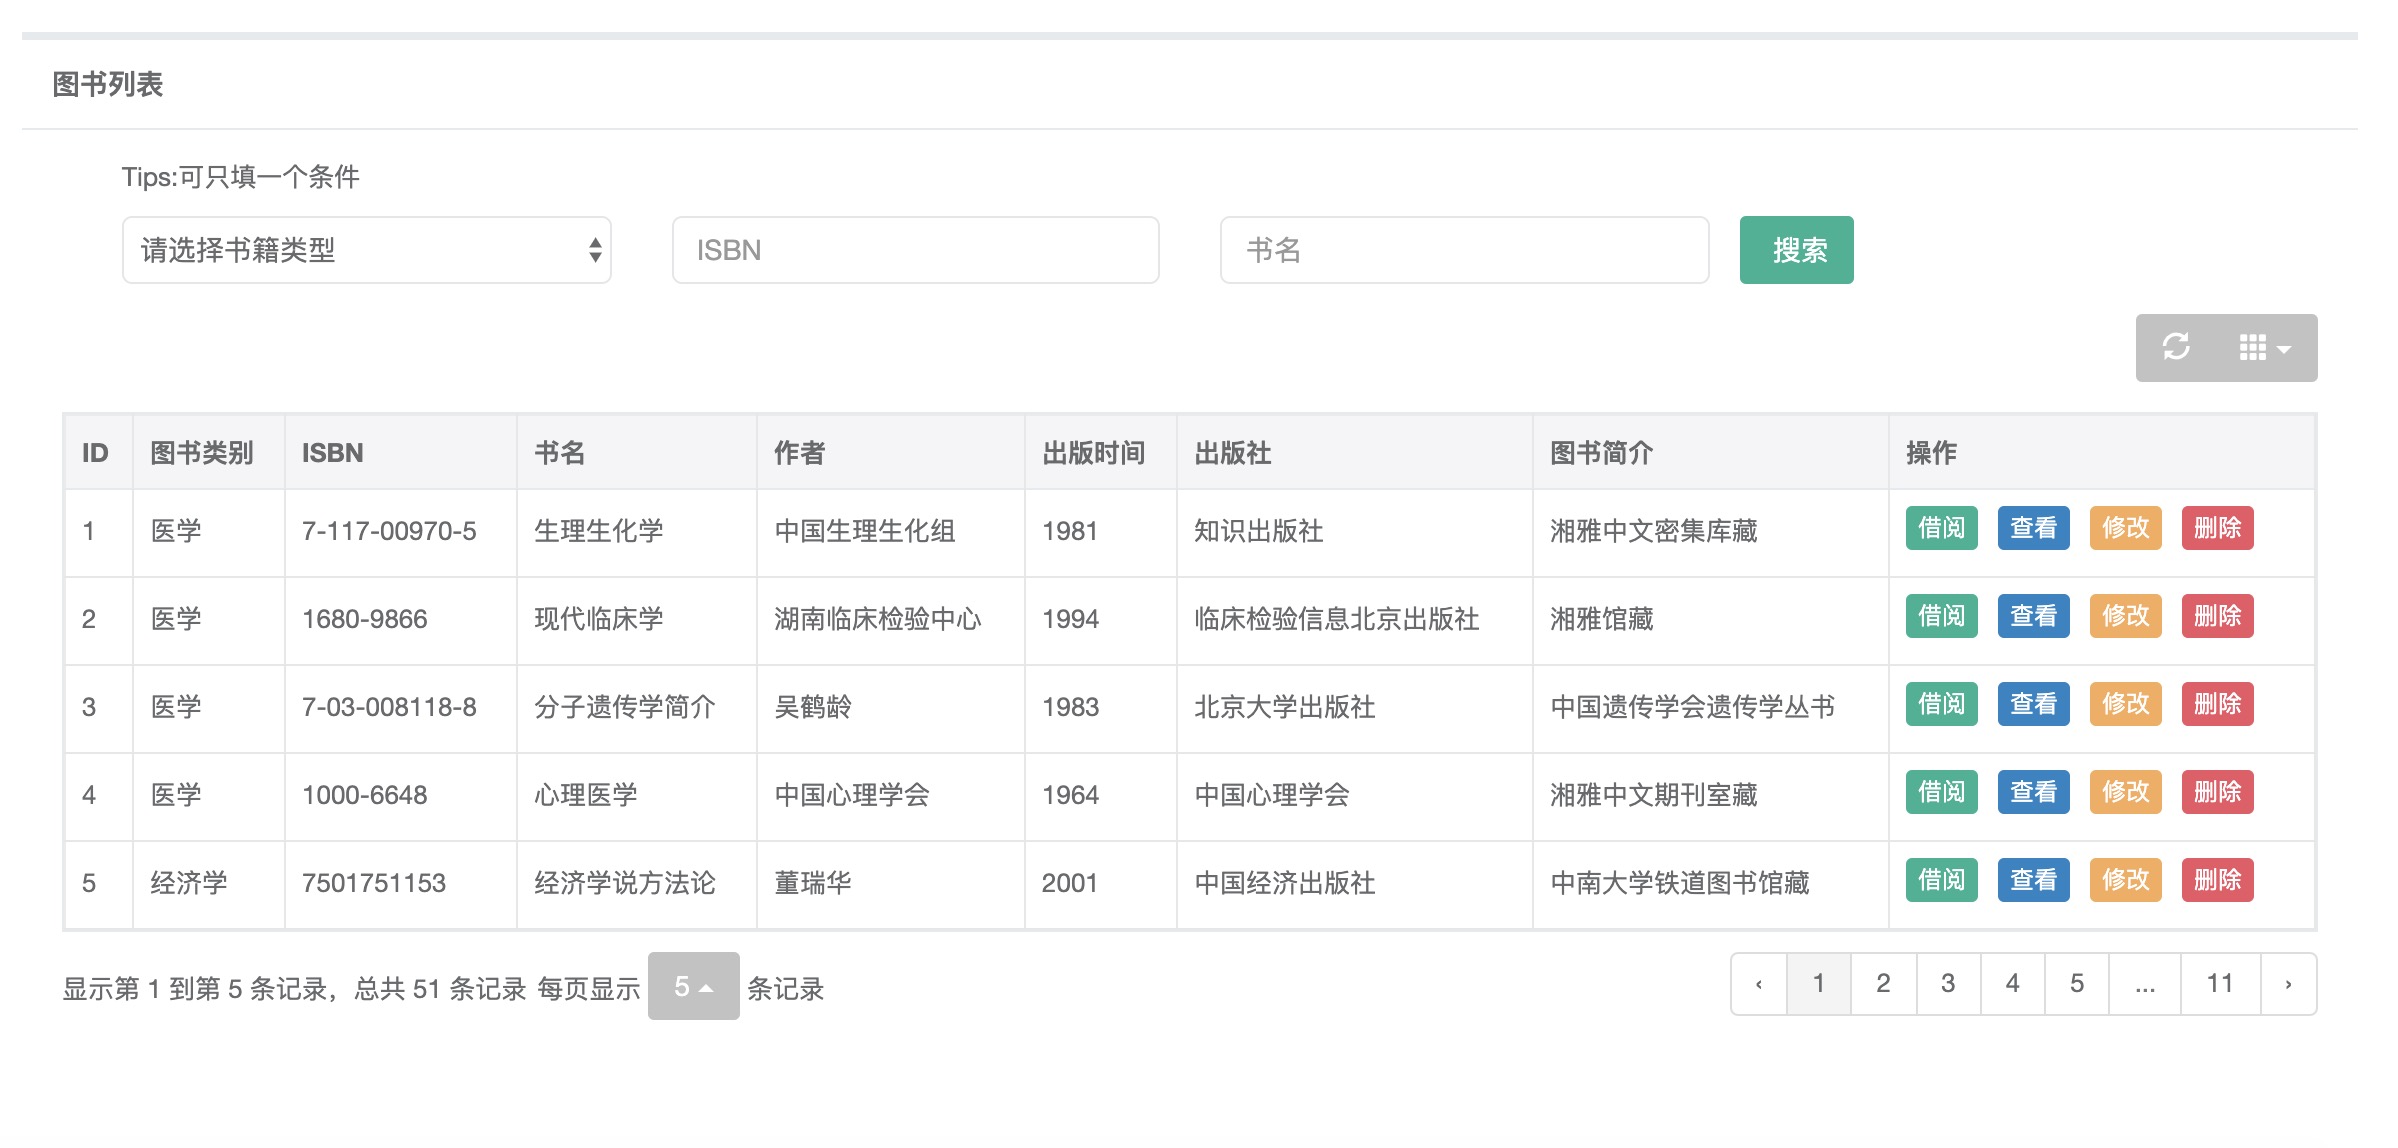 图书列表
Tips:可只填一个条件
请选择书籍类型 ISBN 书名 搜索
ID 图书类别 ISBN 书名 作者 出版时间 出版社 图书简介 操作
1 医学 7-117-00970-5 生理生化学 中国生理生化组 1981 知识出版社 湘雅中文密集库藏 借阅 查看 修改 删除
2 医学 1680-9866 现代临床学 湖南临床检验中心 1994 临床检验信息北京出版社 湘雅馆藏 借阅 查看 修改 删除
3 医学 7-03-008118-8 分子遗传学简介 吴鹤龄 1983 北京大学出版社 中国遗传学会遗传学丛书 借阅 查看 修改 删除
4 医学 1000-6648 心理医学 中国心理学会 1964 中国心理学会 湘雅中文期刊室藏 借阅 查看 修改 删除
5 经济学 7501751153 经济学说方法论 董瑞华 2001 中国经济出版社 中南大学铁道图书馆藏 借阅 查看 修改 删除
显示第 1 到第 5 条记录，总共 51 条记录 每页显示 5 条记录 ‹ 1 2 3 4 5 ... 11 ›